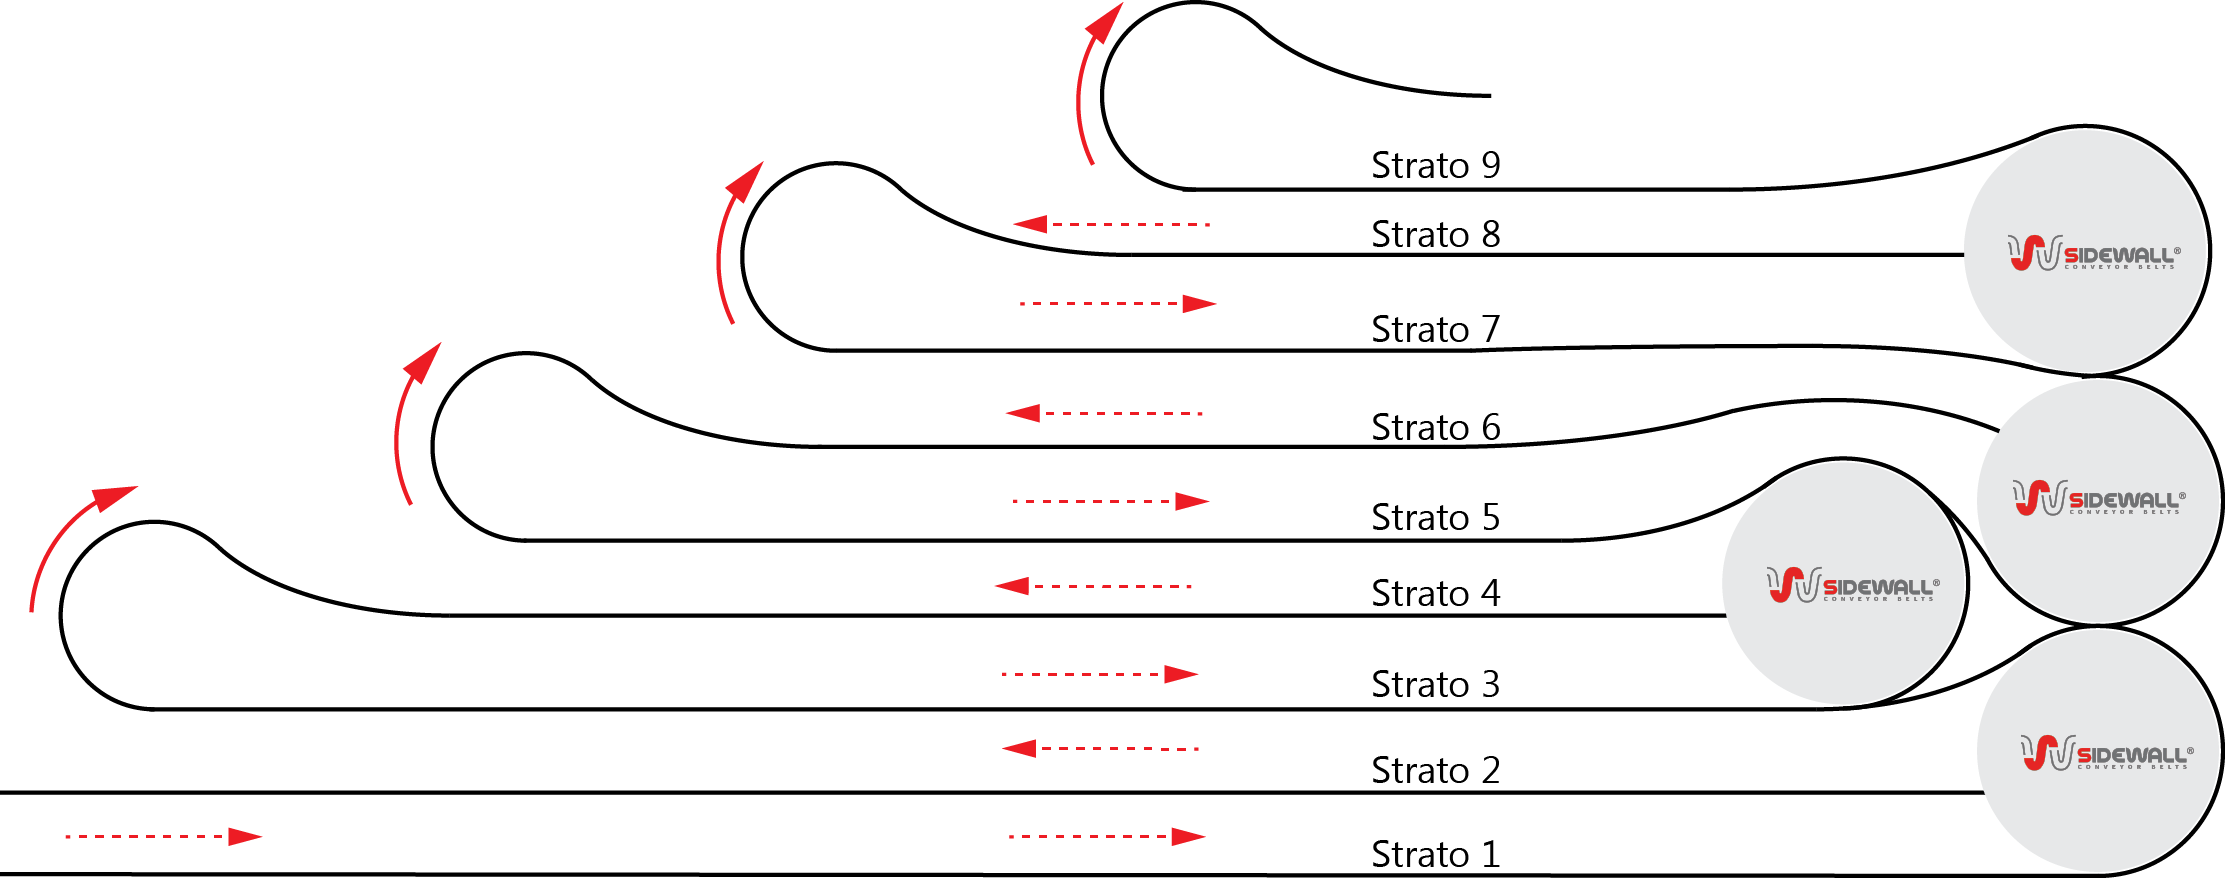 Strato 9
Strato 8
SIDEWALL®
CONVEYOR BELTS
Strato 7
Strato 6
SIDEWALL®
CONVEYOR BELTS
Strato 5
Strato 4
SIDEWALL®
CONVEYOR BELTS
Strato 3
Strato 2
SIDEWALL®
CONVEYOR BELTS
Strato 1